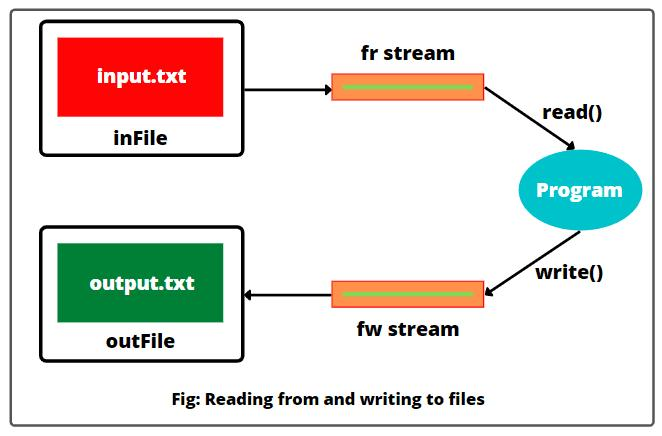 input.txt
inFile
fr stream
read()
Program
write()
fw stream
output.txt
outFile
Fig: Reading from and writing to files